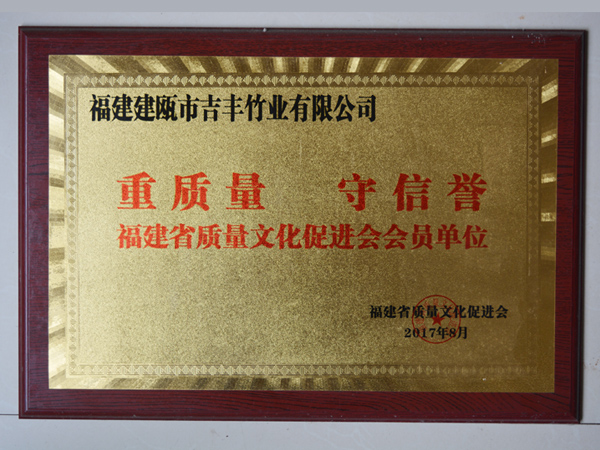 福建建瓯市吉丰竹业有限公司
重质量 守信誉
福建省质量文化促进会会员单位
福建省质量文化促进会
2017年8月